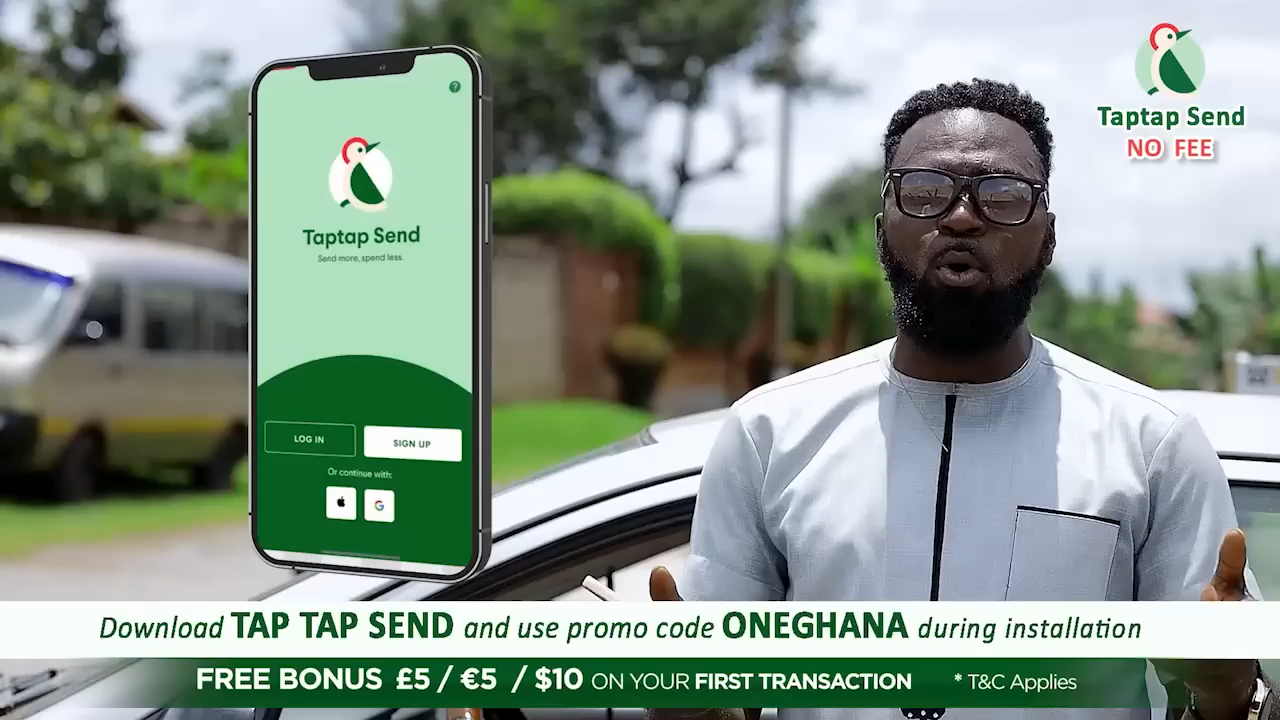 Taptap Send
Send more, spend less.
LOG IN
SIGN UP
Or continue with:
G
Taptap Send
NO FEE
Download TAP TAP SEND and use promo code ONEGHANA during installation
FREE BONUS £5 / €5 / $10 ON YOUR FIRST TRANSACTION * T&C Applies
?